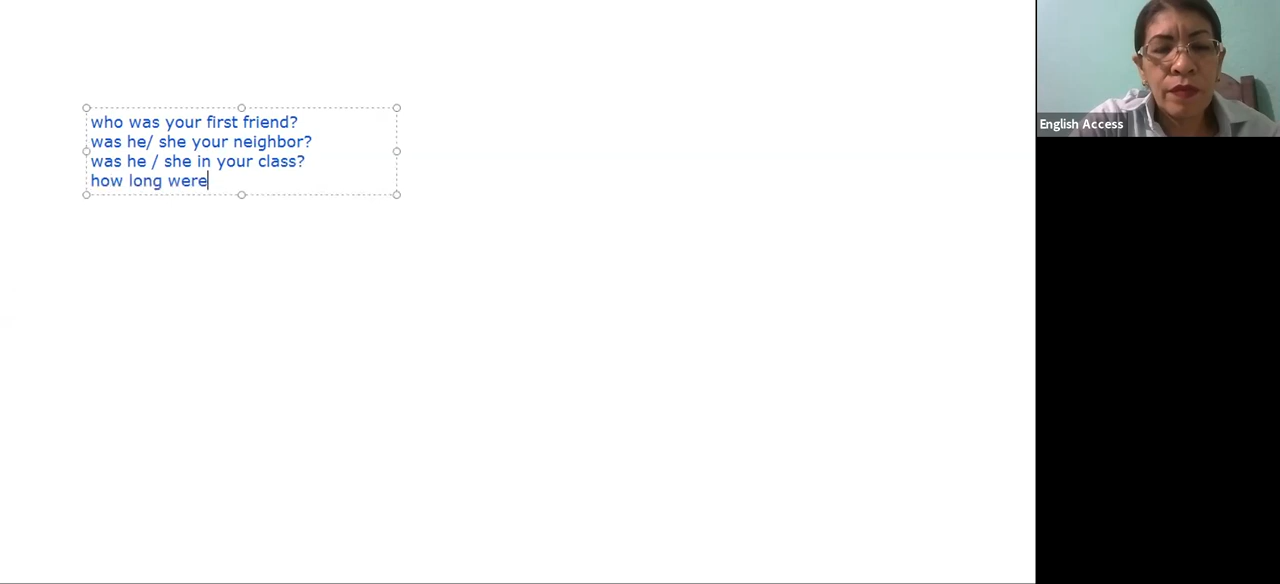 who was your first friend?
was he/ she your neighbor?
was he / she in your class?
how long were
English Access